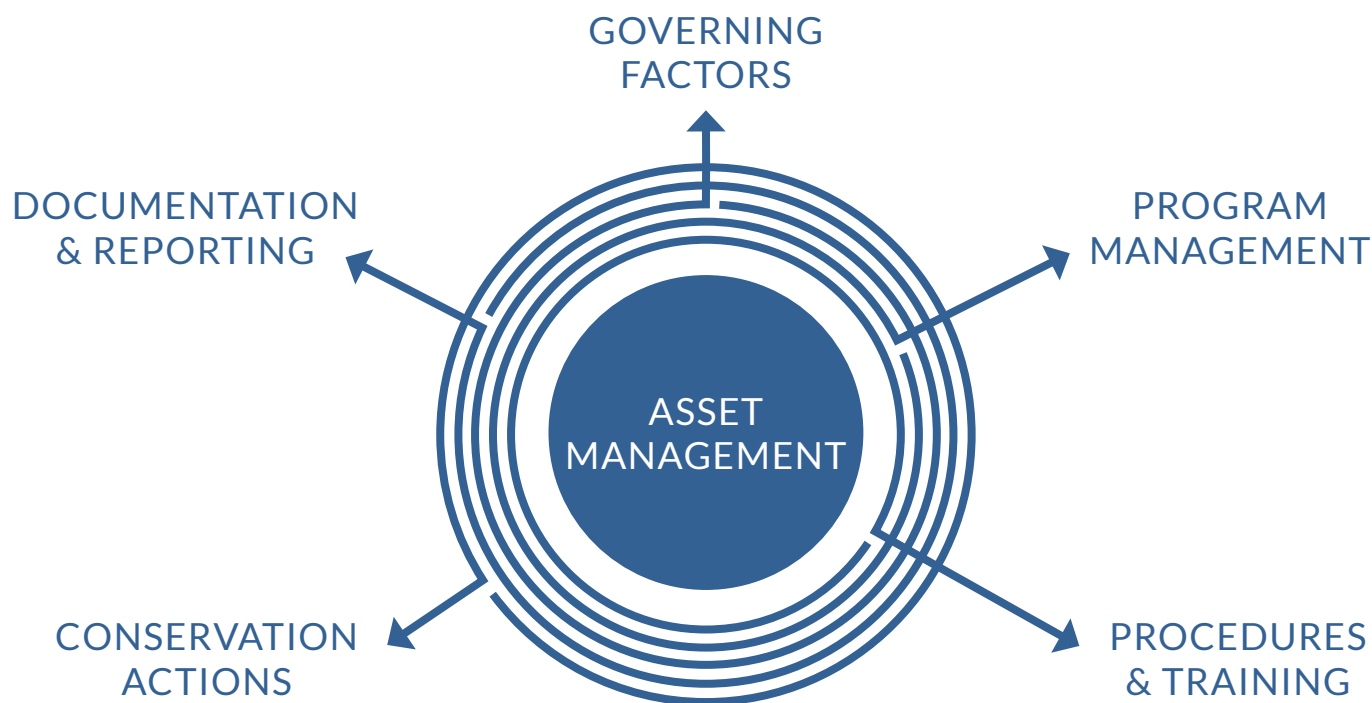 GOVERNING
FACTORS
DOCUMENTATION
& REPORTING
PROGRAM
MANAGEMENT
ASSET
MANAGEMENT
CONSERVATION
ACTIONS
PROCEDURES
& TRAINING